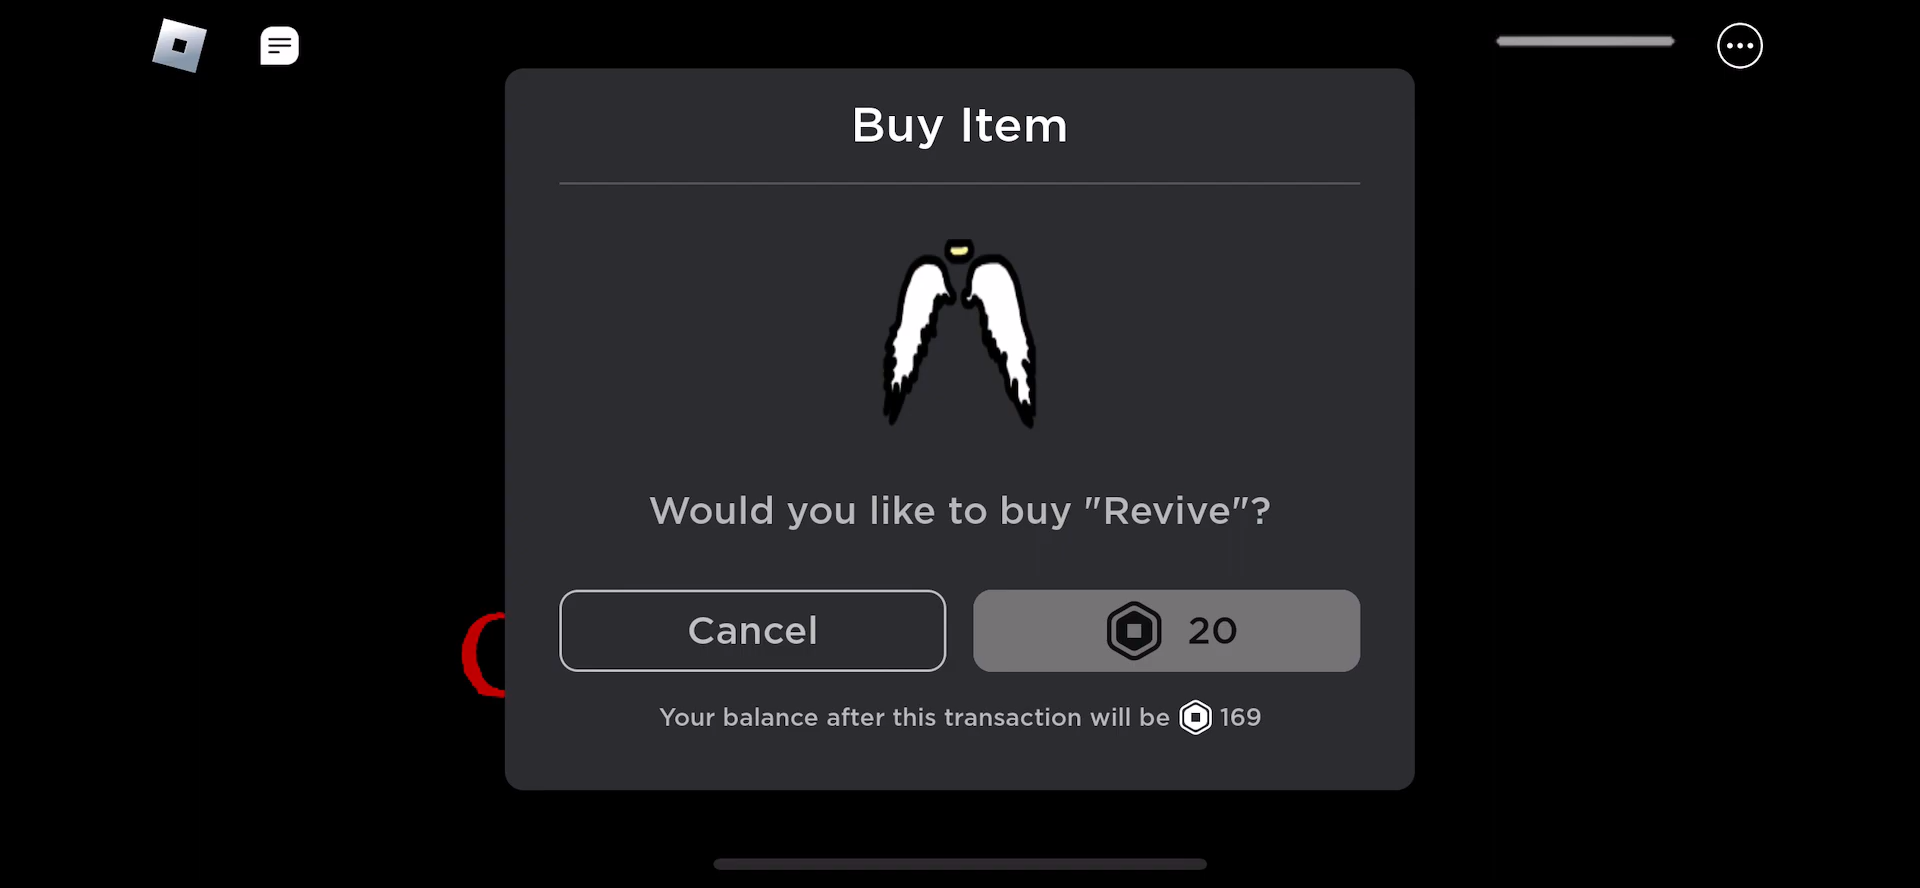 Buy Item
Would you like to buy "Revive"?
Cancel
20
Your balance after this transaction will be 169